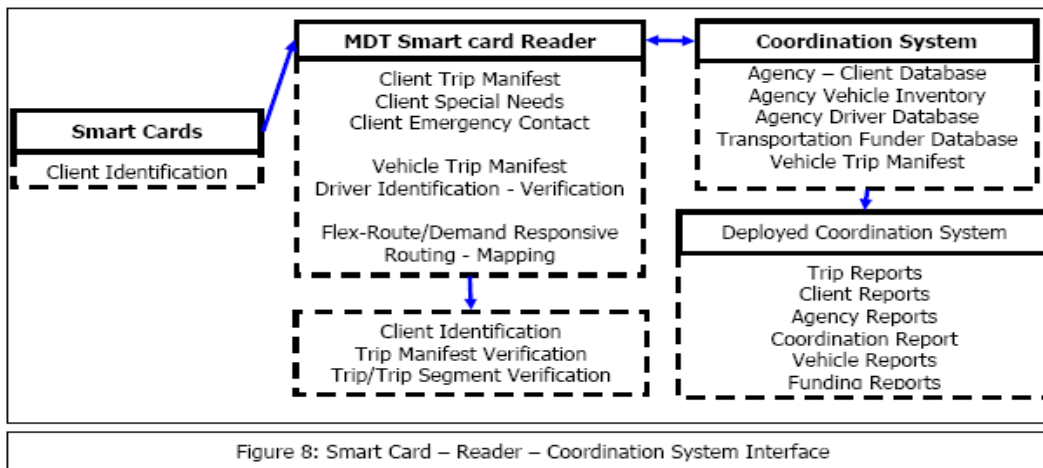 Smart Cards
Client Identification
MDT Smart card Reader
Client Trip Manifest
Client Special Needs
Client Emergency Contact
Vehicle Trip Manifest
Driver Identification - Verification
Flex-Route/Demand Responsive
Routing - Mapping
Client Identification
Trip Manifest Verification
Trip/Trip Segment Verification
Coordination System
Agency – Client Database
Agency Vehicle Inventory
Agency Driver Database
Transportation Funder Database
Vehicle Trip Manifest
Deployed Coordination System
Trip Reports
Client Reports
Agency Reports
Coordination Report
Vehicle Reports
Funding Reports
Figure 8: Smart Card – Reader – Coordination System Interface